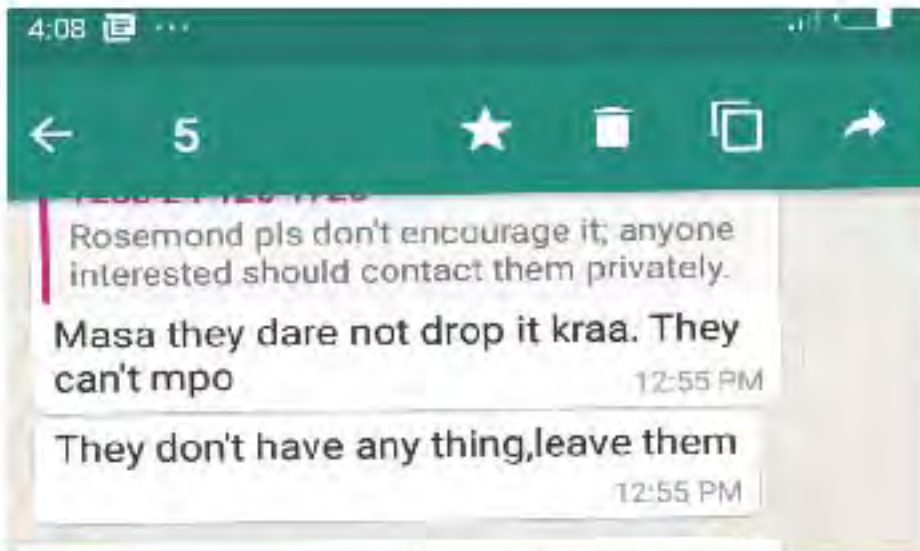 4:08
5
Rosemond pls don't encourage it; anyone
interested should contact them privately.
Masa they dare not drop it kraa. They
can't mpo
12:55 PM
They don't have any thing,leave them
12:55 PM